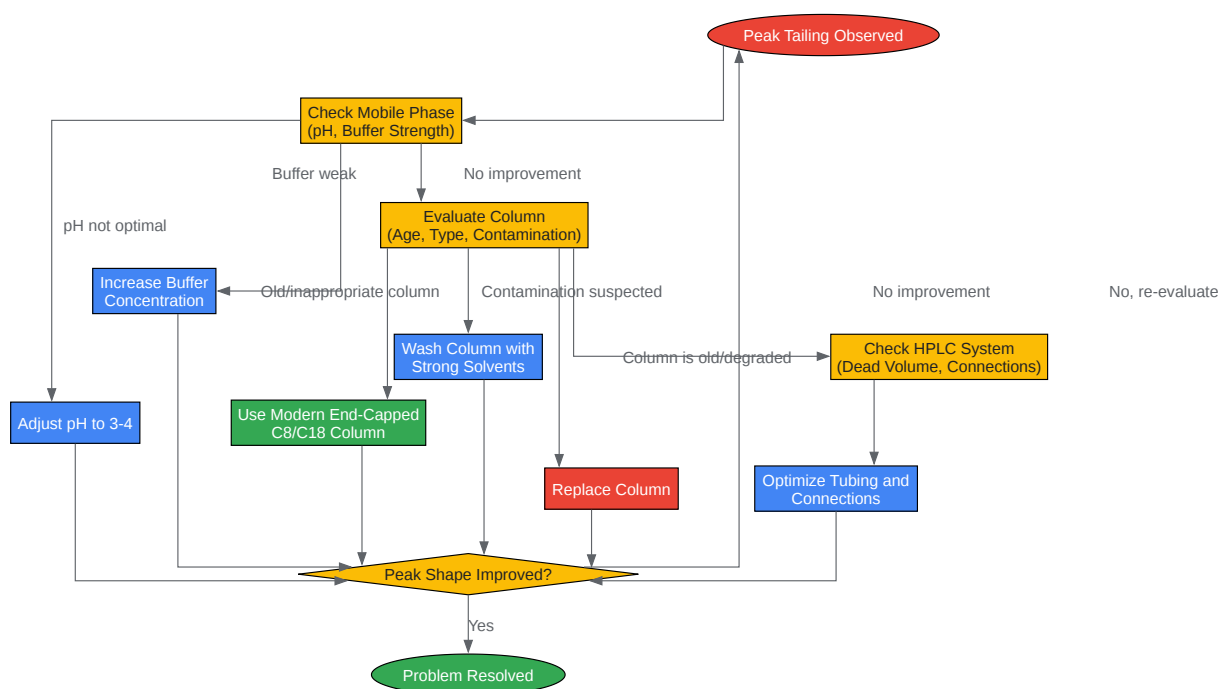 Peak Tailing Observed
Check Mobile Phase
(pH, Buffer Strength)
Buffer weak
No improvement
pH not optimal
Evaluate Column
(Age, Type, Contamination)
Increase Buffer
Concentration
Old/inappropriate column
Contamination suspected
No improvement
No, re-evaluate
Wash Column with
Strong Solvents
Column is old/degraded
Check HPLC System
(Dead Volume, Connections)
Adjust pH to 3-4
Use Modern End-Capped
C8/C18 Column
Replace Column
Optimize Tubing and
Connections
Peak Shape Improved?
Yes
Problem Resolved